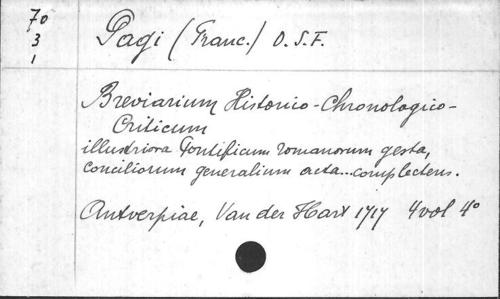 70
3
1
Pagi (Franc.) O.S.F.
Breviarium Historico-Chronologico-
Criticum
illustriora Pontificum romanorum gesta,
conciliorum generalium acta...complectens.
Antverpiae, Van der Hart 1717 4vol 4°